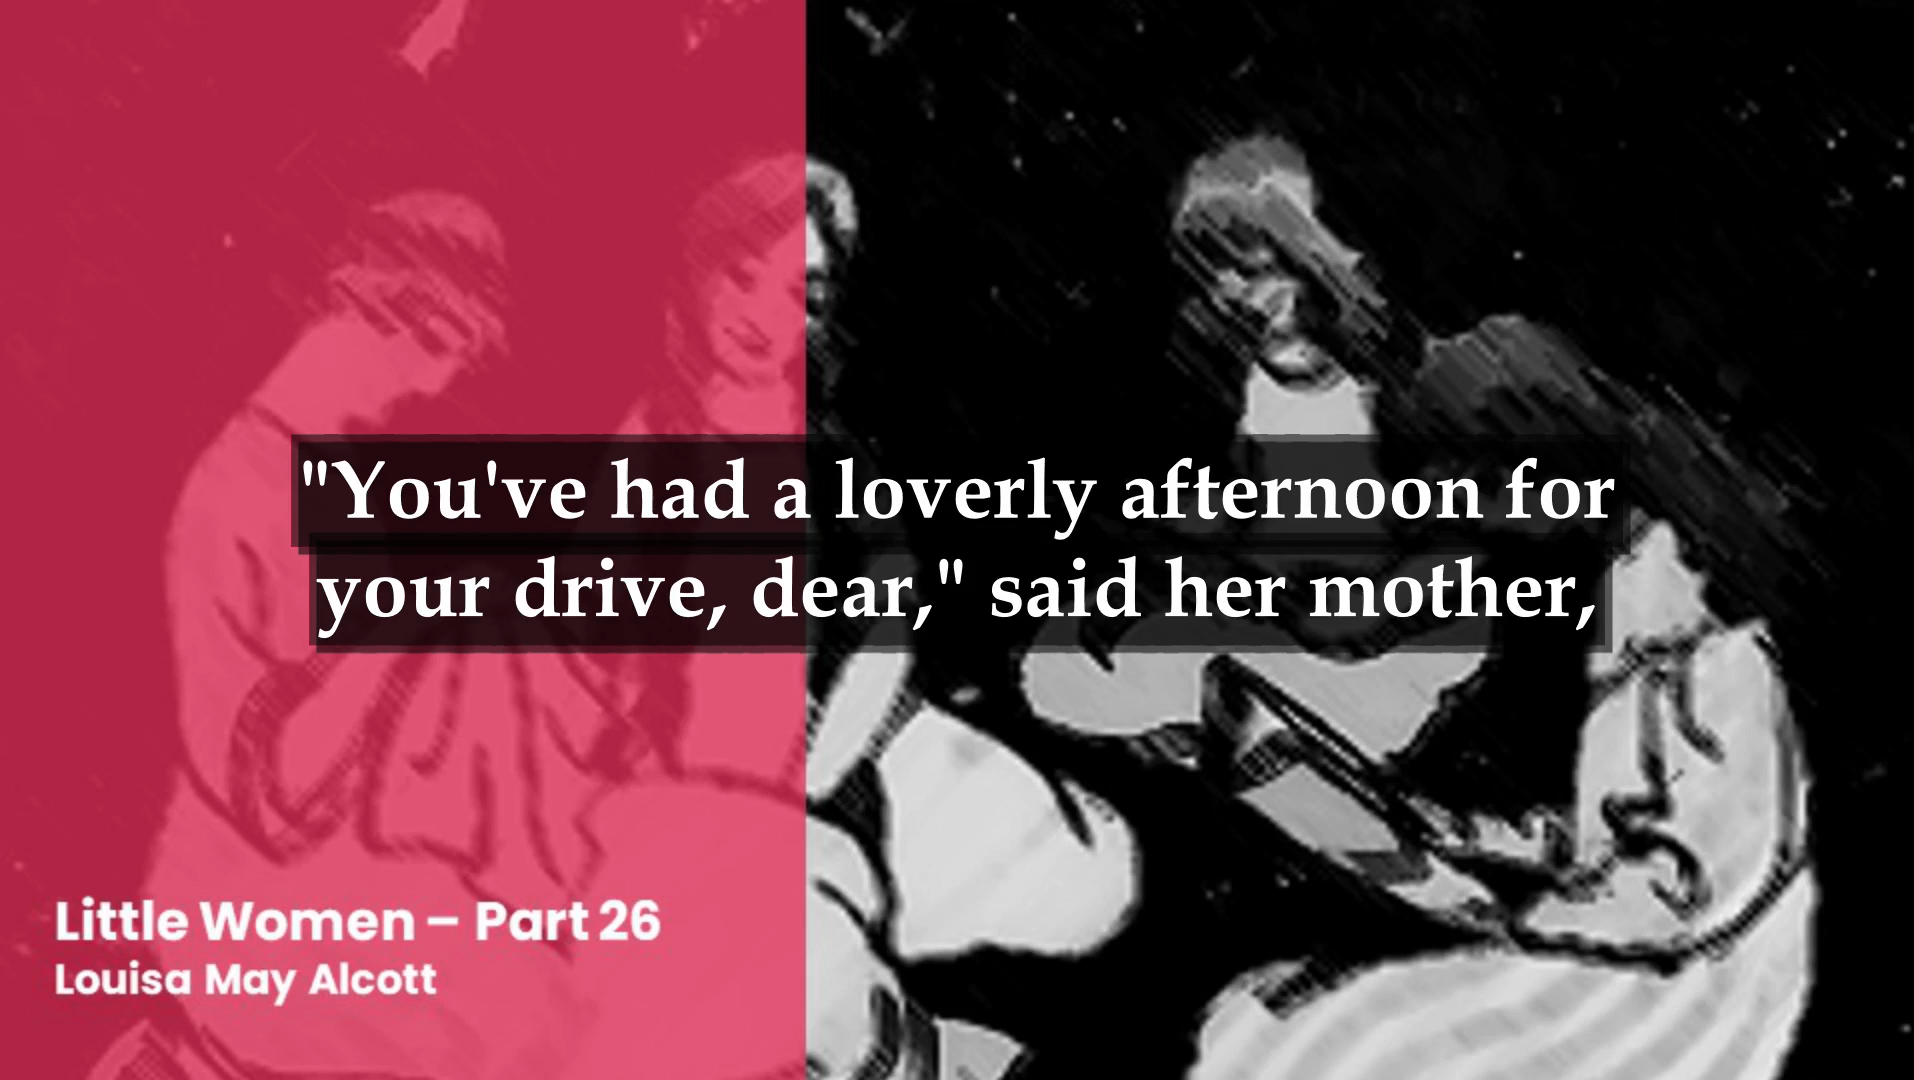 "You've had a loverly afternoon for
your drive, dear," said her mother,
Little Women – Part 26
Louisa May Alcott